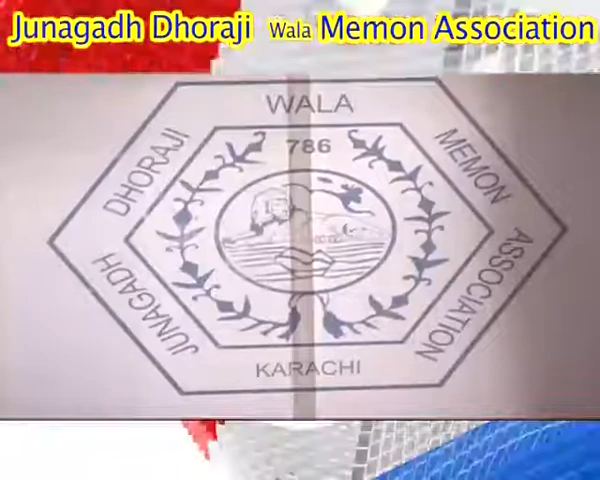 Junagadh Dhoraji Wala Memon Association
WALA
DHORAJI
MEMON
786
JUNAGADH
ASSOCIATION
KARACHI